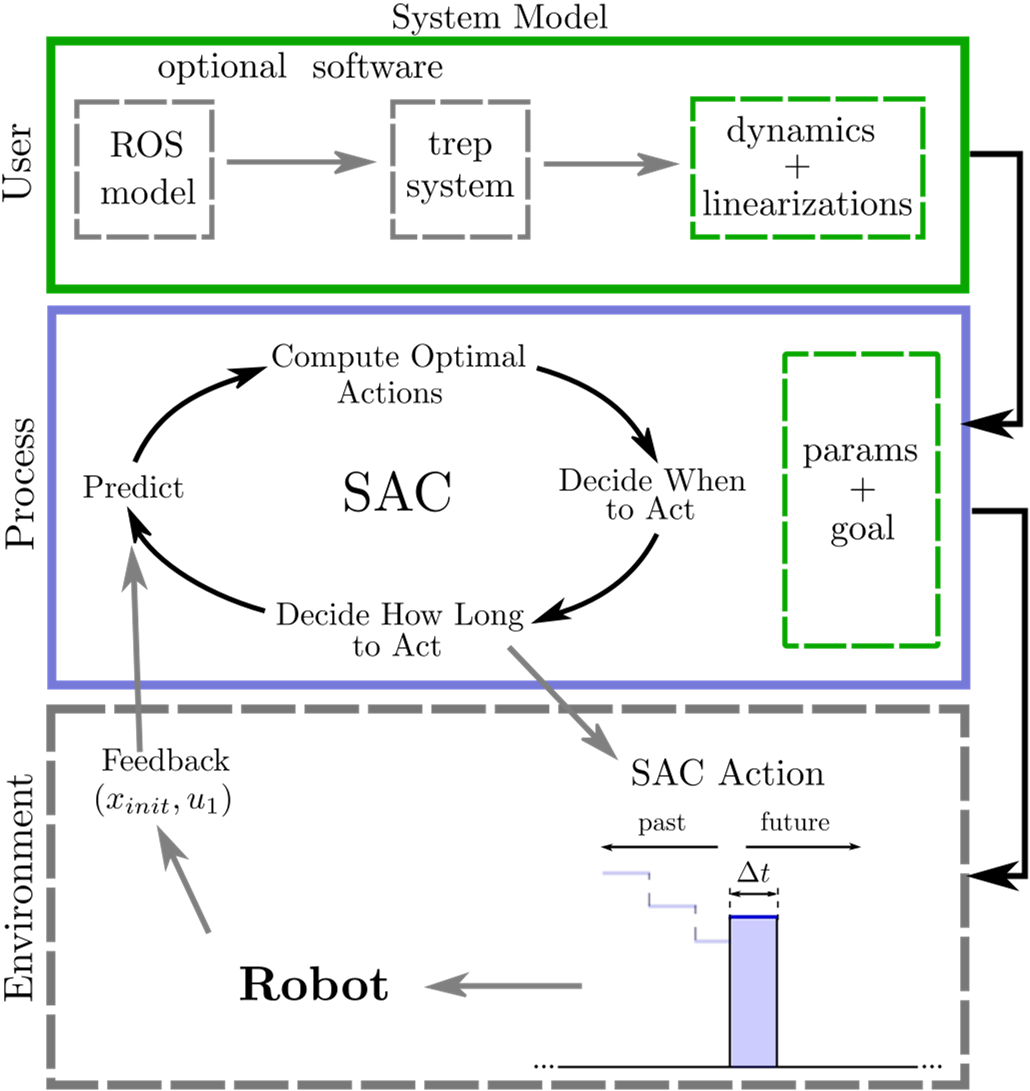 System Model
User
optional software
ROS
model
trep
system
dynamics
+
linearizations
Process
Compute Optimal
Actions
Predict
SAC
Decide When
to Act
Decide How Long
to Act
params
+
goal
Environment
Feedback
(x_{init}, u_1)
SAC Action
past
future
Δt
Robot
... ...